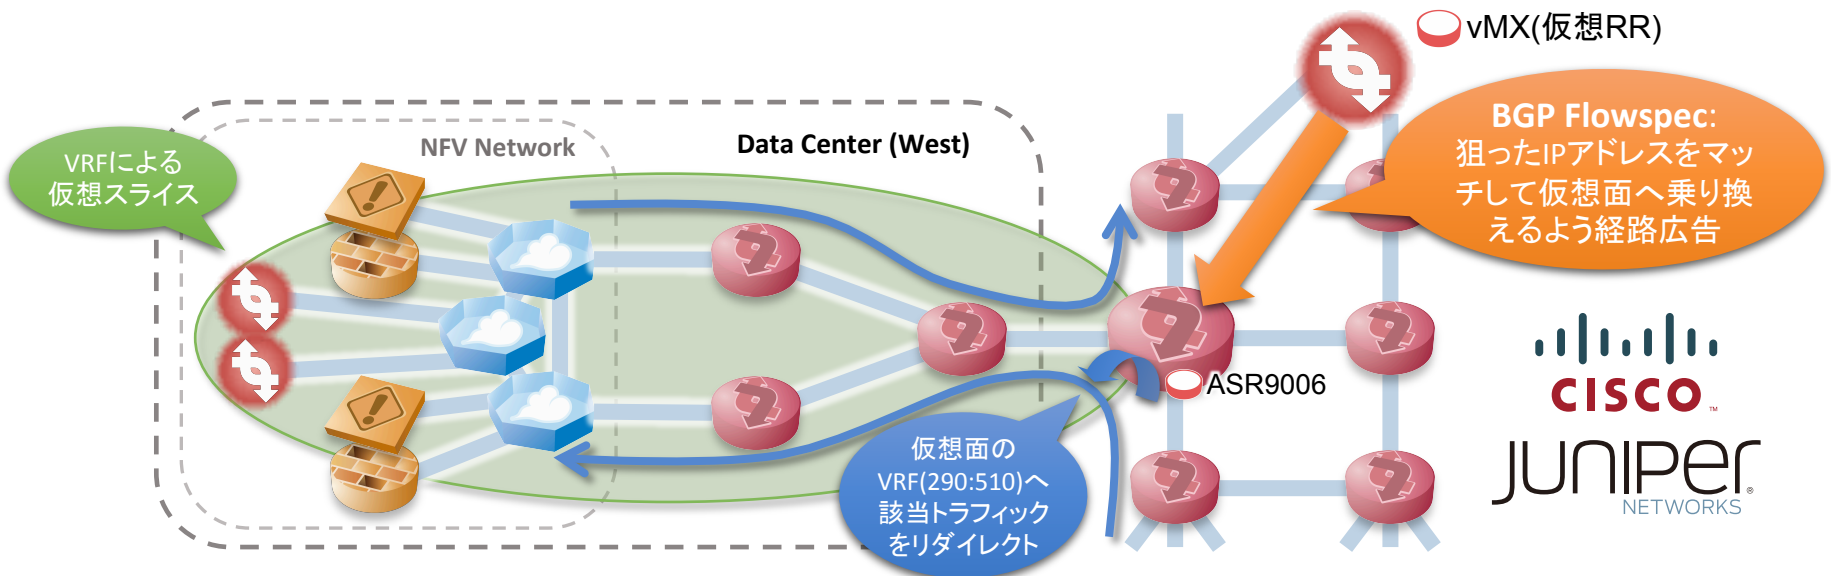 vMX(仮想RR)
BGP Flowspec:
狙ったIPアドレスをマッ
チして仮想面へ乗り換
えるよう経路広告
Data Center (West)
NFV Network
VRFによる
仮想スライス
ASR9006
仮想面の
VRF(290:510)へ
該当トラフィック
をリダイレクト
CISCO™
JUNIPER®
NETWORKS